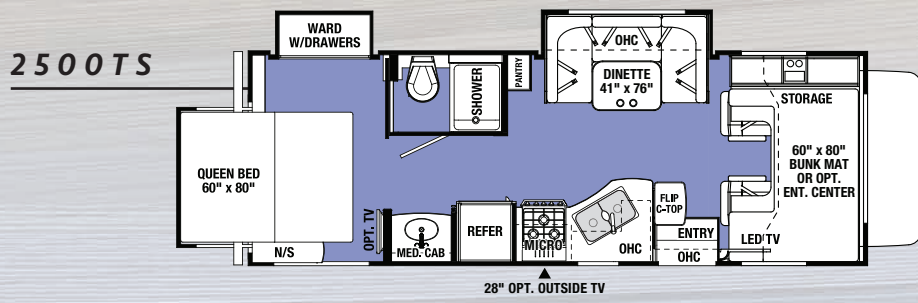 2500TS
WARD
W/DRAWERS
OHC
DINETTE
41" x 76"
PANTRY
SHOWER
STORAGE
60" x 80"
BUNK MAT
OR OPT.
ENT. CENTER
QUEEN BED
60" x 80"
N/S
OPT. TV
MED. CAB
REFER
MICRO
OHC
FLIP
C-TOP
ENTRY
OHC
LED TV
28" OPT. OUTSIDE TV